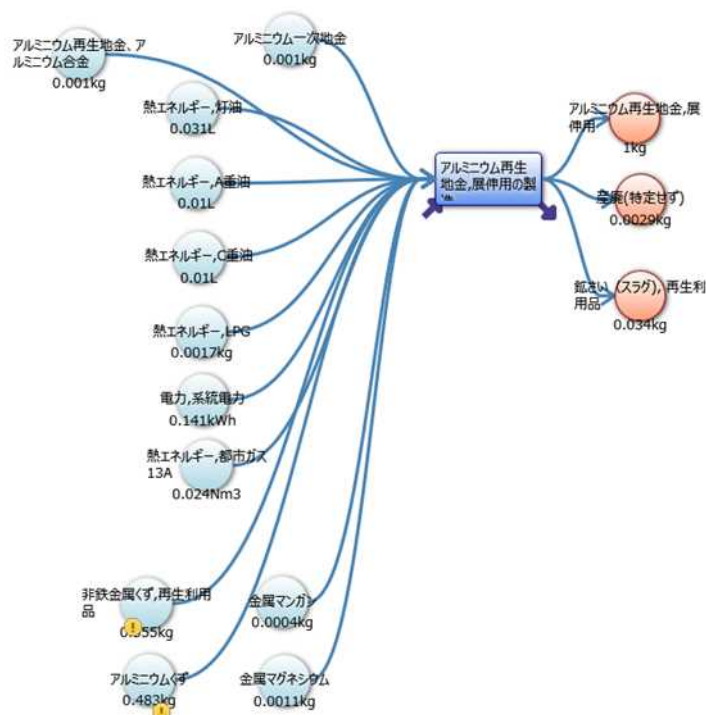 アルミニウム再生地金、ア
ルミニウム合金
0.001kg
アルミニウム一次地金
0.001kg
熱エネルギー,灯油
0.031L
熱エネルギー,A重油
0.01L
熱エネルギー,C重油
0.01L
熱エネルギー,LPG
0.0017kg
電力,系統電力
0.141kWh
熱エネルギー,都市ガス
13A
0.024Nm3
非鉄金属くず,再生利用
品
アルミニウムくず
0.483kg
金属マンガン
0.0004kg
金属マグネシウム
0.0011kg
アルミニウム再生
地金,展伸用の製
アルミニウム再生地金,展
伸用
1kg
産廃(特定せず)
0.0029kg
鉱さい (スラグ), 再生利
用品
0.034kg